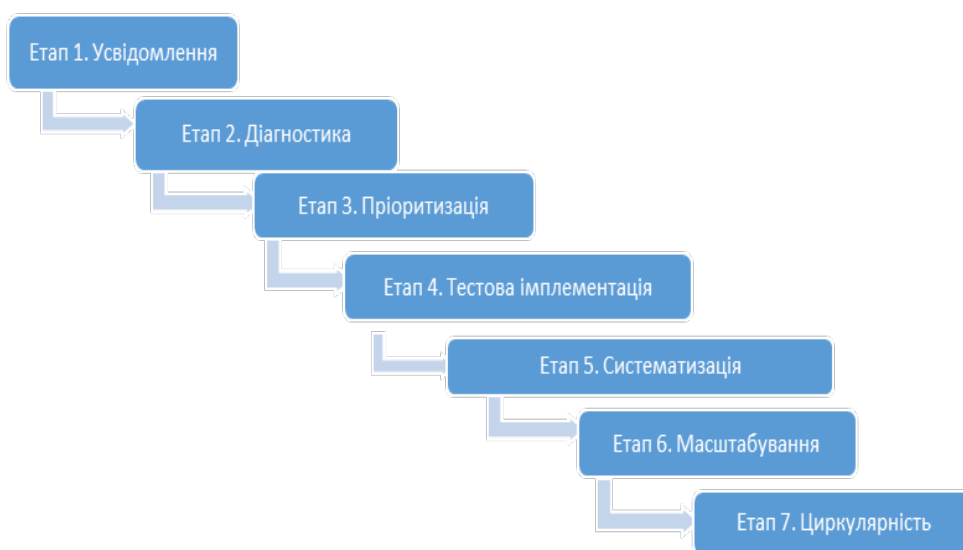 Етап 1. Усвідомлення
Етап 2. Діагностика
Етап 3. Пріоритизація
Етап 4. Тестова імплементація
Етап 5. Систематизація
Етап 6. Масштабування
Етап 7. Циркулярність